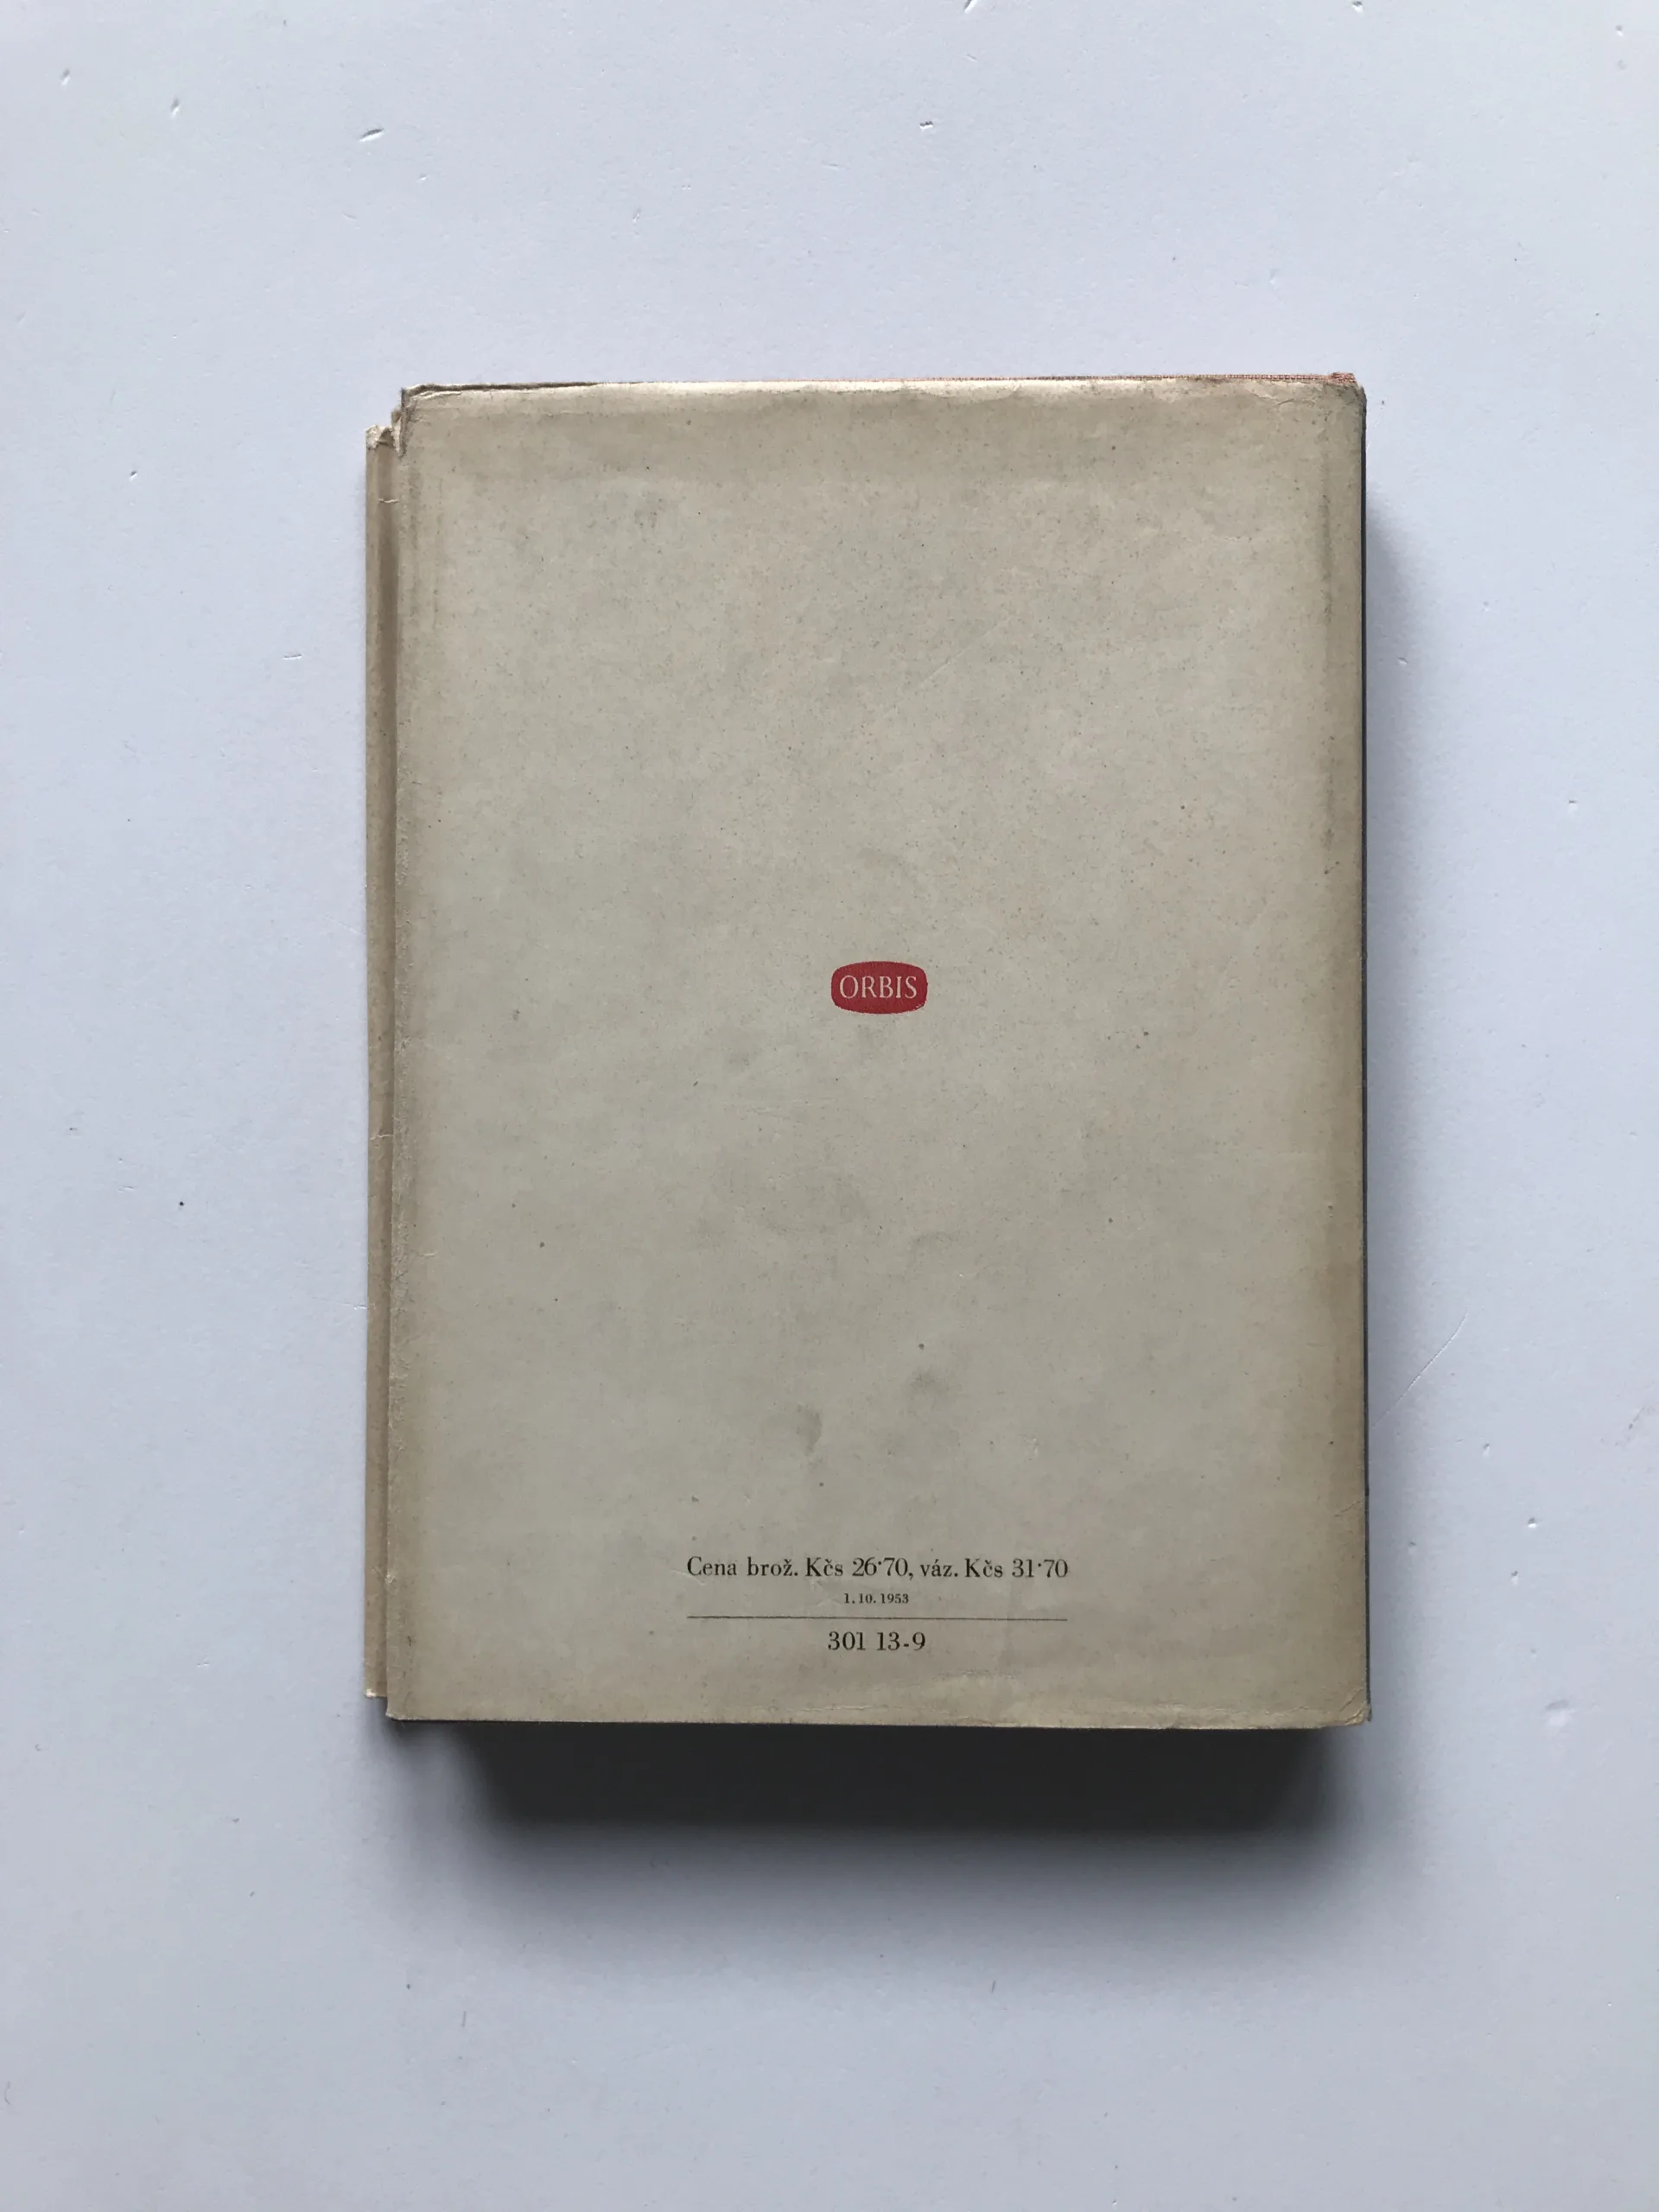 ORBIS
Cena brož. Kčs 26·70, váz. Kčs 31·70
1. 10. 1953
301 13-9